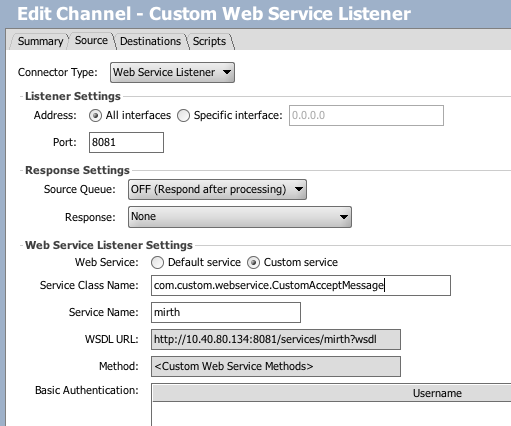 Edit Channel - Custom Web Service Listener
Summary Source Destinations Scripts
Connector Type: Web Service Listener
Listener Settings
Address: All interfaces Specific interface: 0.0.0.0
Port: 8081
Response Settings
Source Queue: OFF (Respond after processing)
Response: None
Web Service Listener Settings
Web Service: Default service Custom service
Service Class Name: com.custom.webservice.CustomAcceptMessage
Service Name: mirth
WSDL URL: http://10.40.80.134:8081/services/mirth?wsdl
Method: <Custom Web Service Methods>
Basic Authentication: Username